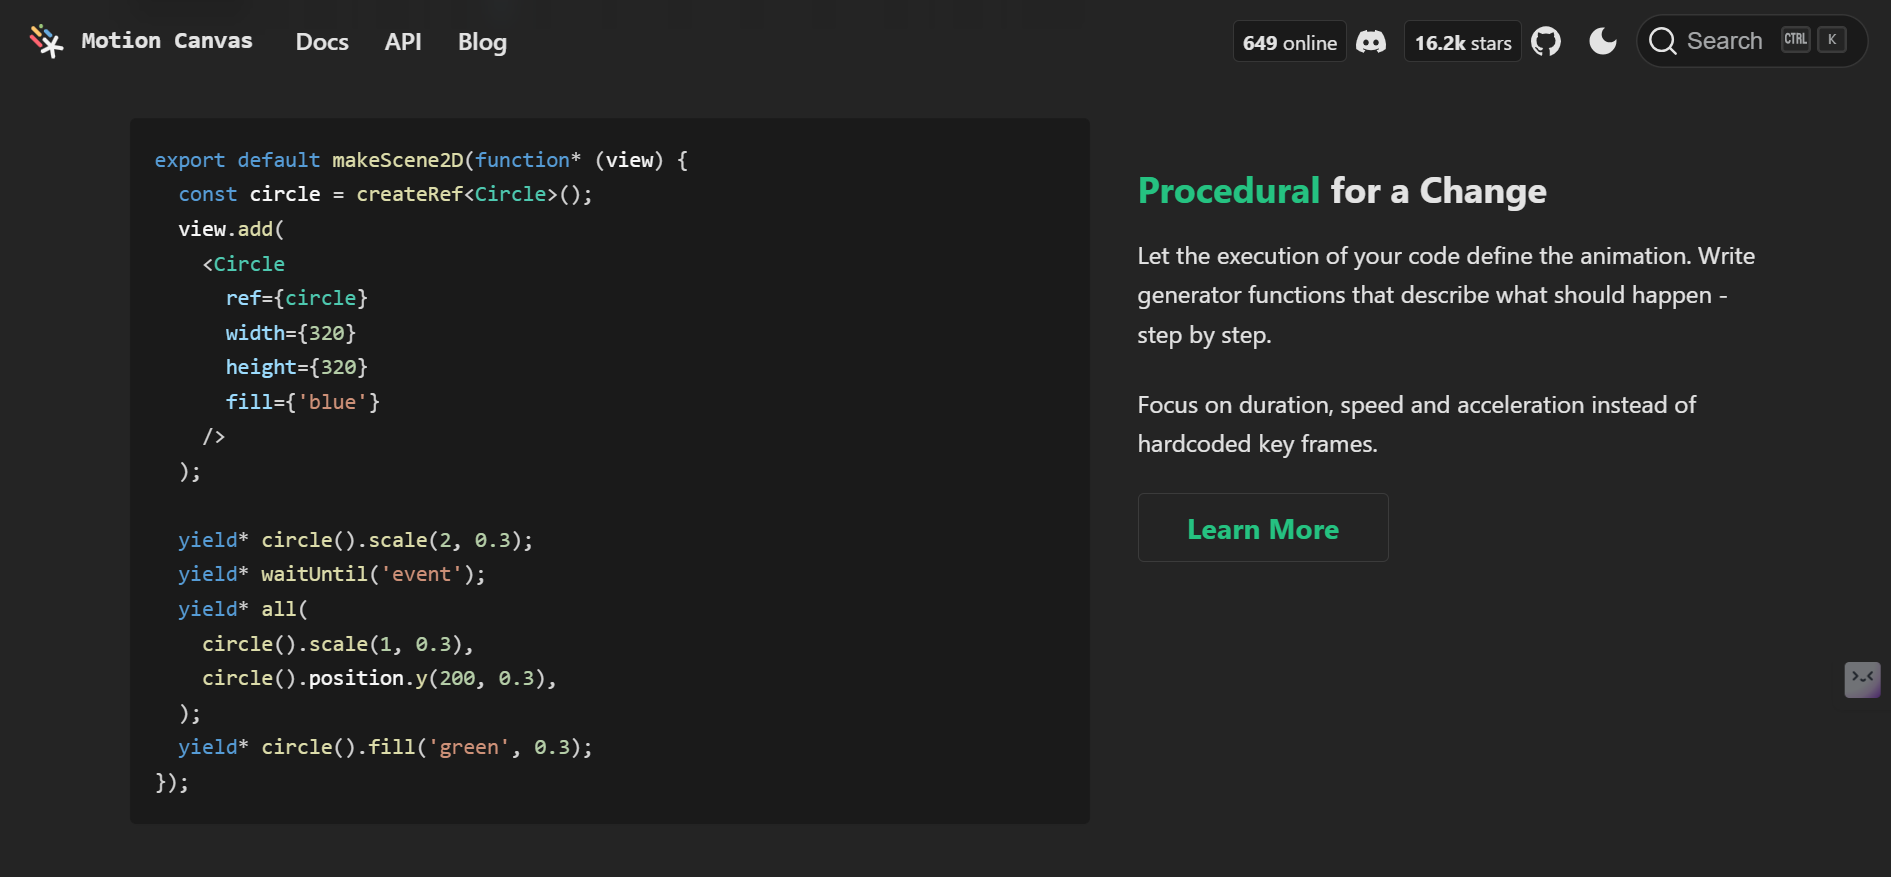 Motion Canvas Docs API Blog 649 online 16.2k stars Search CTRL K
export default makeScene2D(function* (view) {
  const circle = createRef<Circle>();
  view.add(
    <Circle
      ref={circle}
      width={320}
      height={320}
      fill={'blue'}
    />
  );

  yield* circle().scale(2, 0.3);
  yield* waitUntil('event');
  yield* all(
    circle().scale(1, 0.3),
    circle().position.y(200, 0.3),
  );
  yield* circle().fill('green', 0.3);
});
Procedural for a Change
Let the execution of your code define the animation. Write
generator functions that describe what should happen -
step by step.
Focus on duration, speed and acceleration instead of
hardcoded key frames.
Learn More